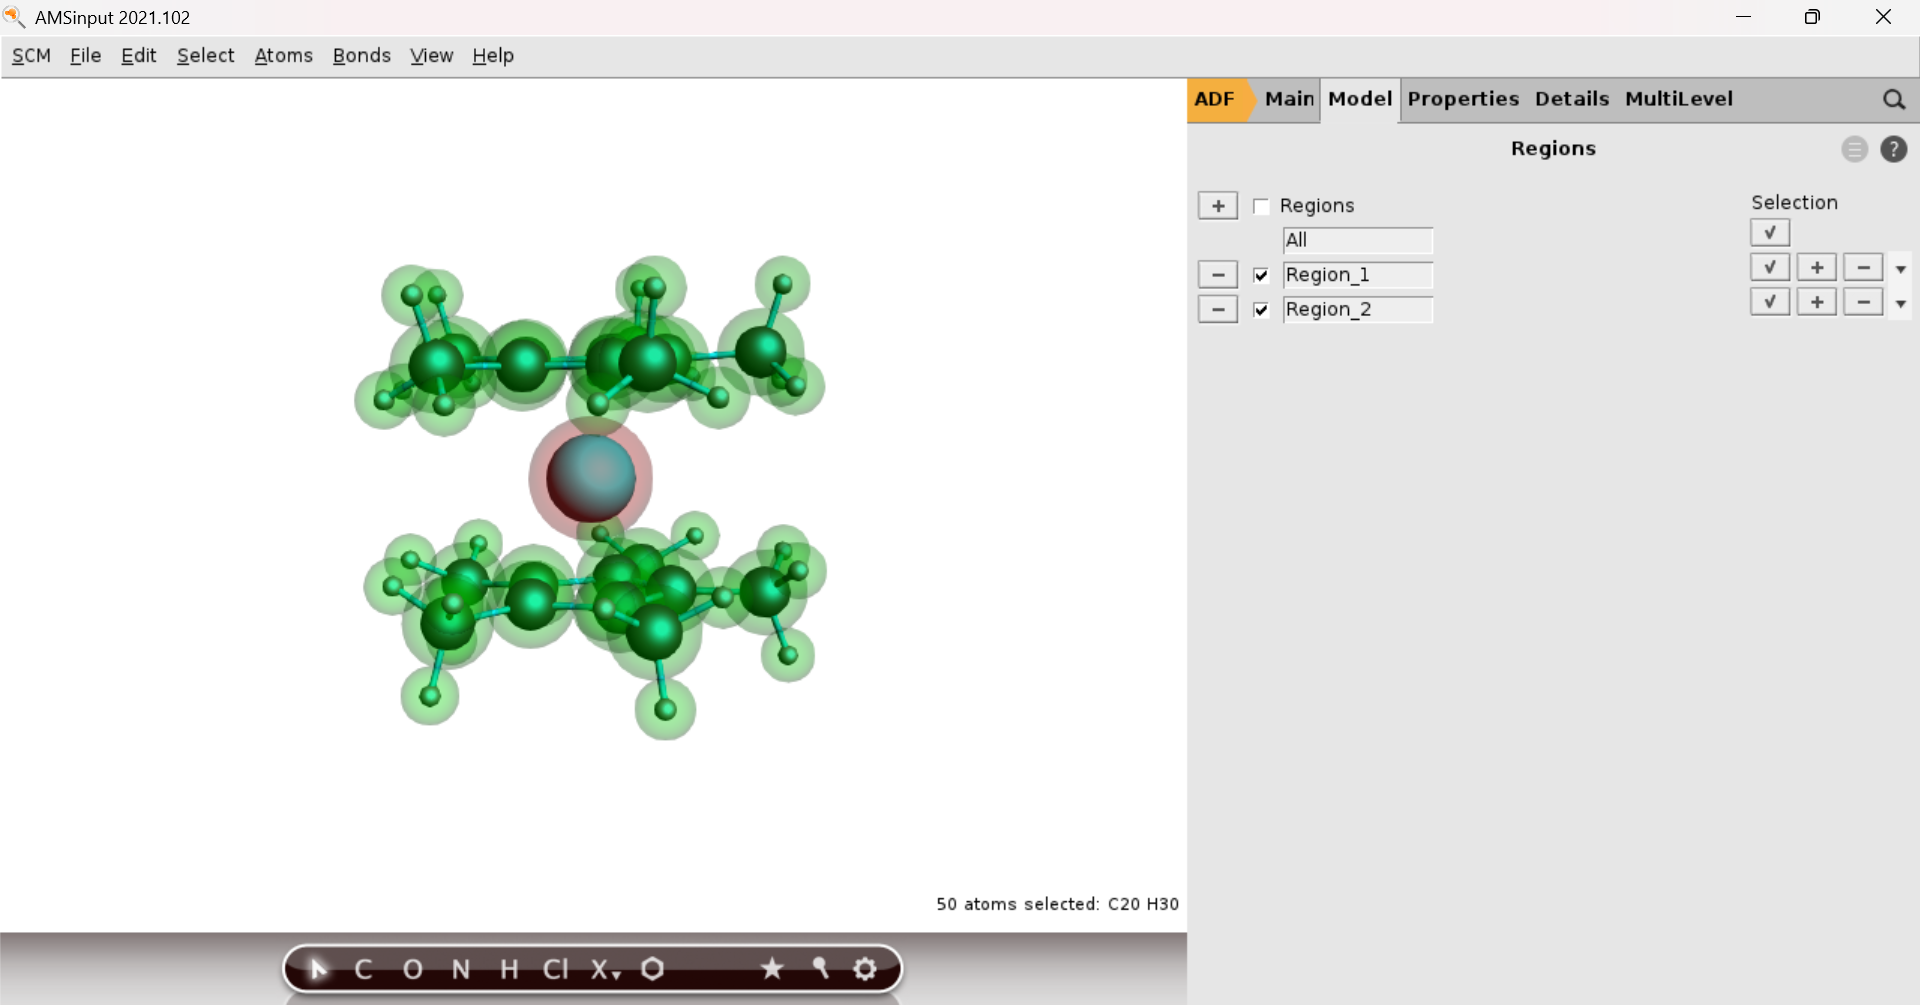 AMSinput 2021.102
SCM File Edit Select Atoms Bonds View Help
ADF Main Model Properties Details MultiLevel
Regions
?
+ Regions Selection
All √
− Region_1 √ + −
− Region_2 √ + −
50 atoms selected: C20 H30
C O N H Cl X